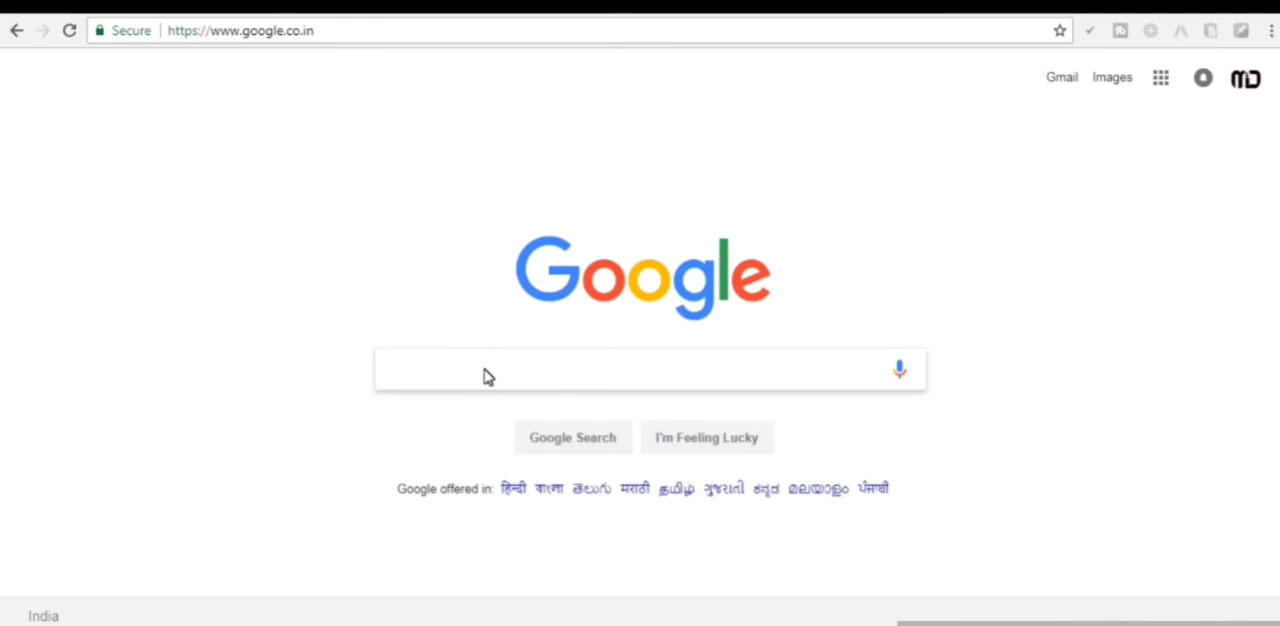 Secure | https://www.google.co.in
Gmail Images
MD
Google
Google Search I'm Feeling Lucky
Google offered in: हिन्दी বাংলা తెలుగు मराठी தமிழ் ગુજરાતી ಕನ್ನಡ മലയാളം ਪੰਜਾਬੀ
India